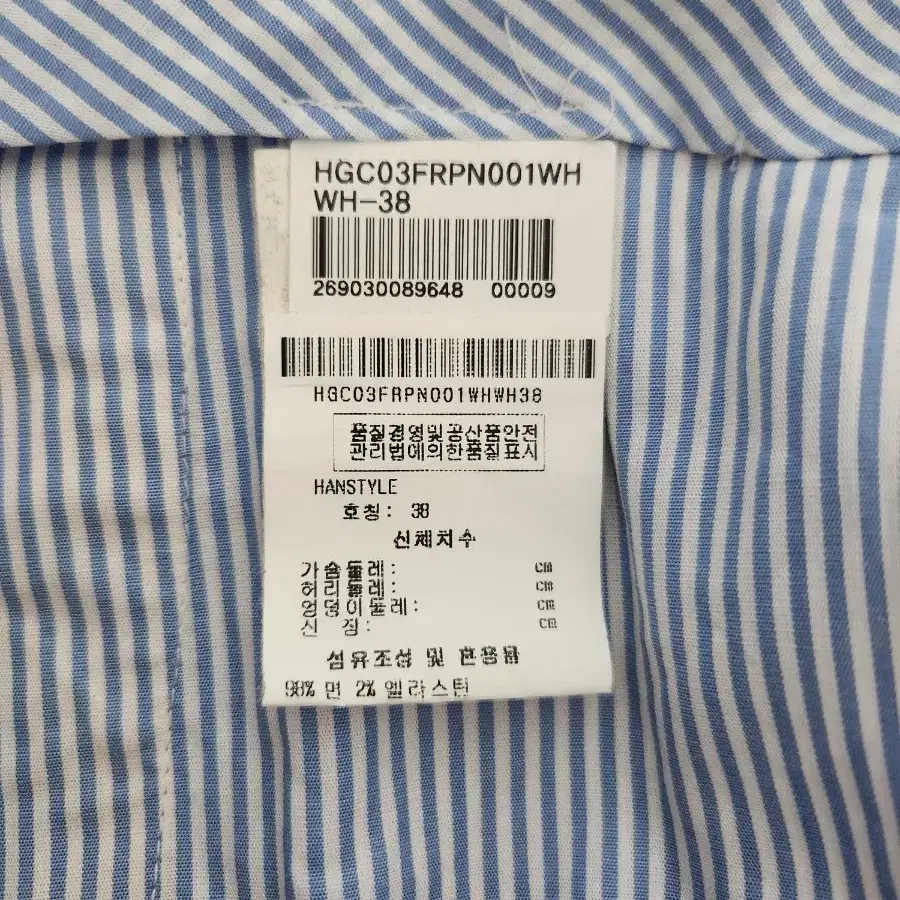 HGC03FRPN001WH
WH-38
269030089648 00009
HGC03FRPN001WHWH38
품질경영및공산품안전
관리법에의한품질표시
HANSTYLE
호칭: 38
신체치수
가슴둘레: cm
허리둘레: cm
엉덩이둘레: cm
신 장: cm
섬유조성 및 혼용률
98% 면 2% 엘라스틴